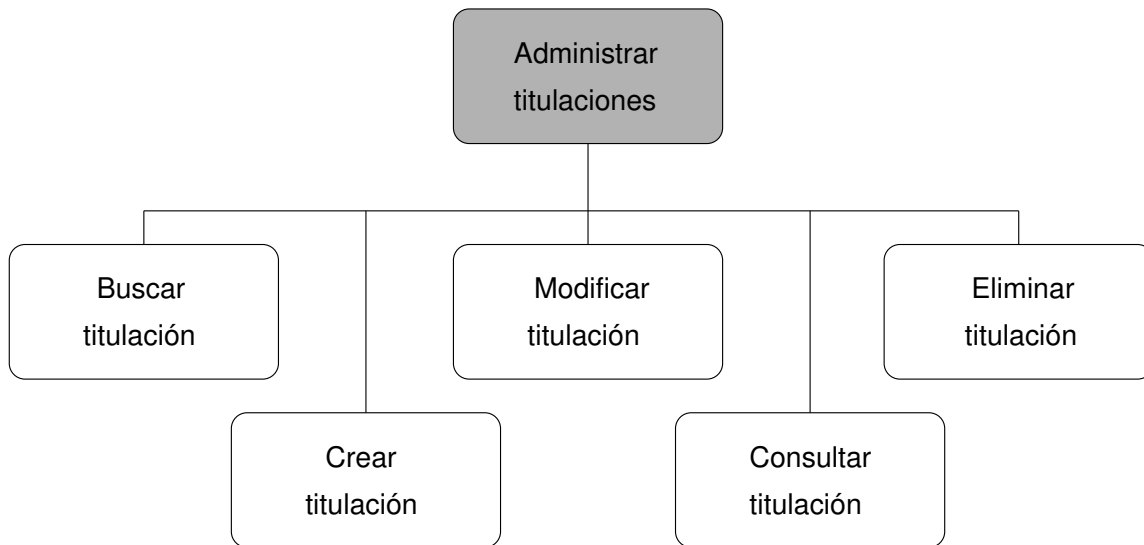 Administrar
titulaciones
Buscar
titulación
Modificar
titulación
Eliminar
titulación
Crear
titulación
Consultar
titulación